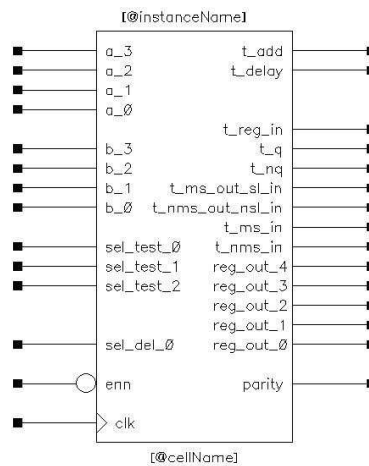 [@instanceName]
a_3 t_add
a_2 t_delay
a_1
a_0
t_reg_in
b_3 t_q
b_2 t_nq
b_1 t_ms_out_sl_in
b_0 t_nms_out_nsl_in
t_ms_in
sel_test_0 t_nms_in
sel_test_1 reg_out_4
sel_test_2 reg_out_3
reg_out_2
reg_out_1
sel_del_0 reg_out_0
enn parity
clk
[@cellName]